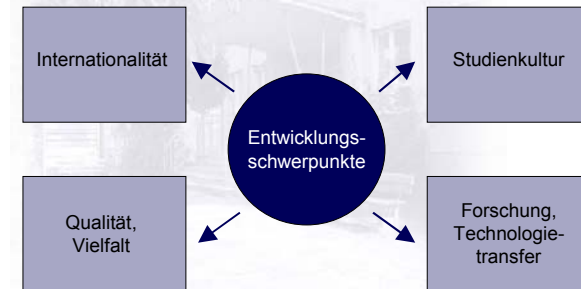 Internationalität
Studienkultur
Entwicklungs-
schwerpunkte
Qualität,
Vielfalt
Forschung,
Technologie-
transfer